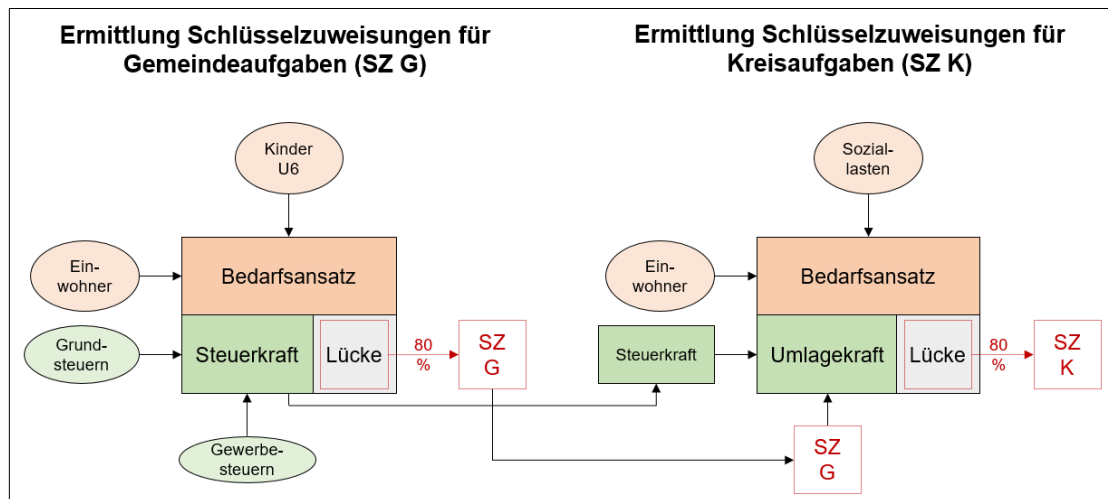 Ermittlung Schlüsselzuweisungen für
Gemeindeaufgaben (SZ G)
Kinder
U6
Ein-
wohner
Bedarfsansatz
Grund-
steuern
Steuerkraft
Lücke
80
%
SZ
G
Gewerbe-
steuern
Ermittlung Schlüsselzuweisungen für
Kreisaufgaben (SZ K)
Sozial-
lasten
Ein-
wohner
Bedarfsansatz
Steuerkraft
Umlagekraft
Lücke
80
%
SZ
K
SZ
G